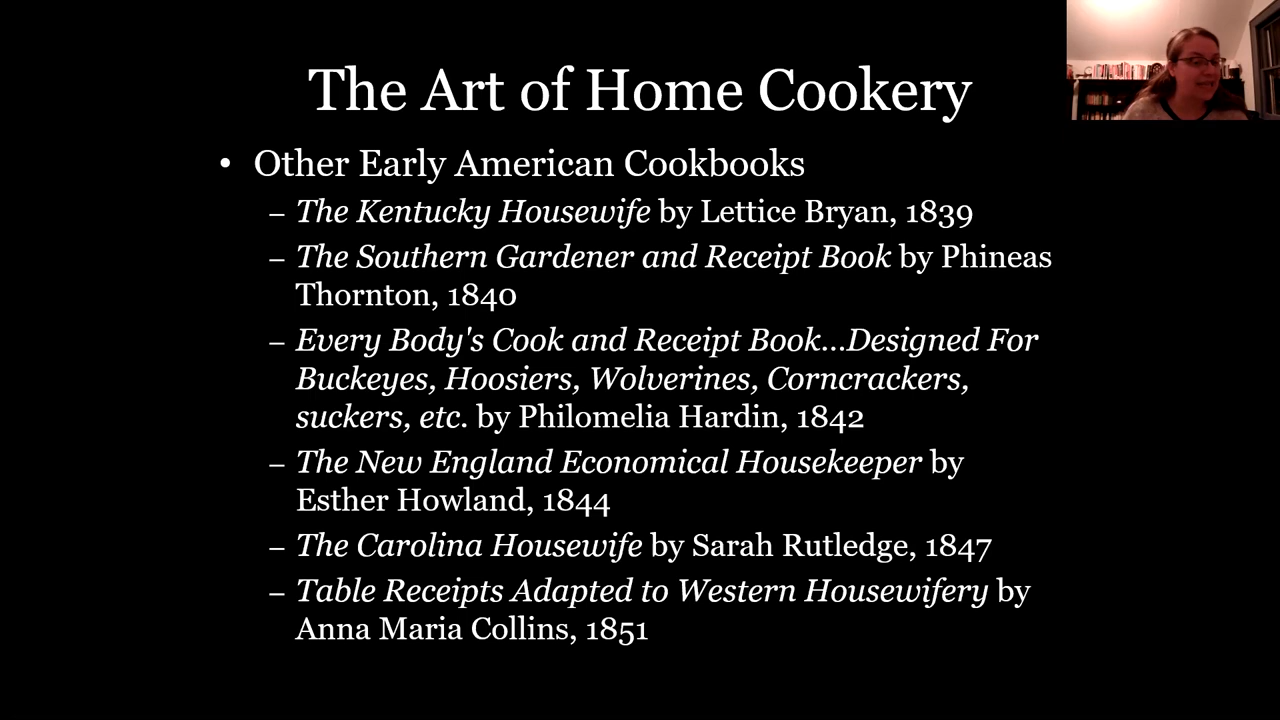 The Art of Home Cookery
• Other Early American Cookbooks
– The Kentucky Housewife by Lettice Bryan, 1839
– The Southern Gardener and Receipt Book by Phineas
Thornton, 1840
– Every Body's Cook and Receipt Book...Designed For
Buckeyes, Hoosiers, Wolverines, Corncrackers,
suckers, etc. by Philomelia Hardin, 1842
– The New England Economical Housekeeper by
Esther Howland, 1844
– The Carolina Housewife by Sarah Rutledge, 1847
– Table Receipts Adapted to Western Housewifery by
Anna Maria Collins, 1851